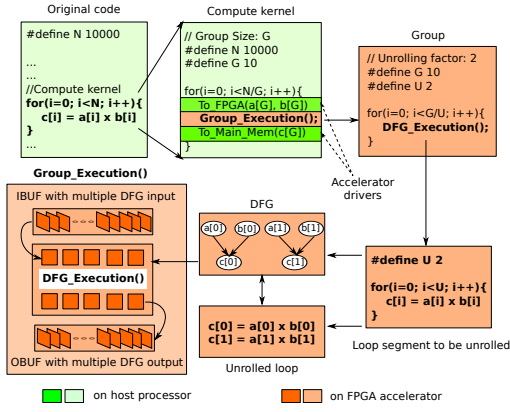 Original code
#define N 10000
...
...
//Compute kernel
for(i=0; i<N; i++){
c[i] = a[i] x b[i]
}
...
Compute kernel
// Group Size: G
#define N 10000
#define G 10
for(i=0; i<N/G; i++){
To_FPGA(a[G], b[G])
Group_Execution();
To_Main_Mem(c[G])
}
Group
// Unrolling factor: 2
#define G 10
#define U 2
for(i=0; i<G/U; i++){
DFG_Execution();
}
Accelerator
drivers
Group_Execution()
IBUF with multiple DFG input
DFG_Execution()
OBUF with multiple DFG output
DFG
a[0] b[0] a[1] b[1]
c[0] c[1]
c[0] = a[0] x b[0]
c[1] = a[1] x b[1]
Unrolled loop
#define U 2
for(i=0; i<U; i++){
c[i] = a[i] x b[i]
}
Loop segment to be unrolled
on host processor
on FPGA accelerator